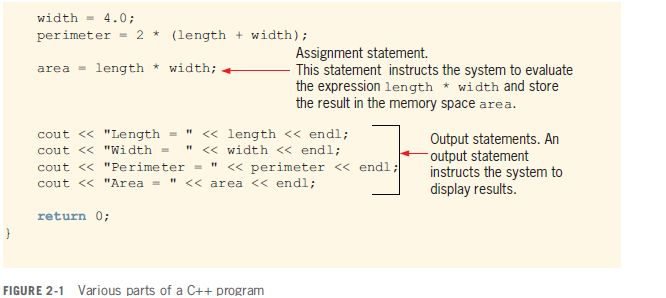 width = 4.0;
perimeter = 2 * (length + width);
area = length * width;
Assignment statement.
This statement instructs the system to evaluate
the expression length * width and store
the result in the memory space area.
cout << "Length = " << length << endl;
cout << "Width =  " << width << endl;
cout << "Perimeter = " << perimeter << endl;
cout << "Area = " << area << endl;
Output statements. An
output statement
instructs the system to
display results.
return 0;
}
FIGURE 2-1 Various parts of a C++ program